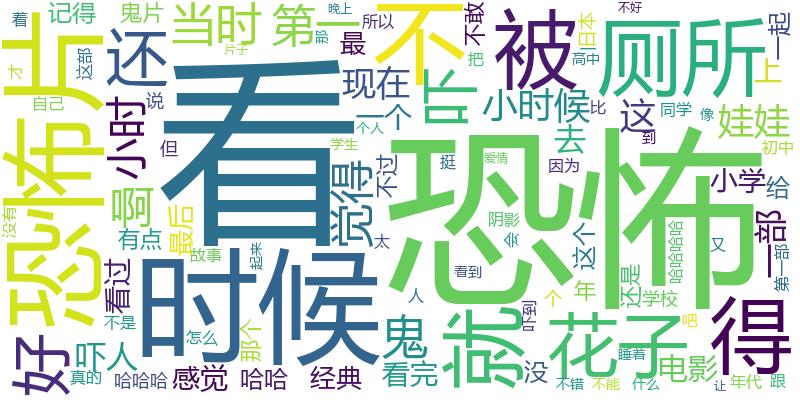 着
记得
鬼片
当时
第一
晚上
那
所以
最
不
不敢
被
厕所
日本
高中
一起
不好
上
才
这部
片子
还
恐怖片
自己
小时
说
但
看
现在
一个
个人
学生
吓
把
小时候
比
这
同学
像
娃娃
到
初中
去
因为
挺
爱情
不过
觉得
啊
没有
有点
最后
故事
起来
太
恐怖
小学
给
一部
阴影
会
这个
看到
又
哈哈哈哈
第一部
还是
学校
年
个
吓到
人
时候
看过
不是
怎么
那个
好
吓人
真的
哈哈哈
感觉
哈哈
经典
鬼
看完
就
没
花子
不错
不能
睡着
什么
电影
吧
让
得
年代
跟